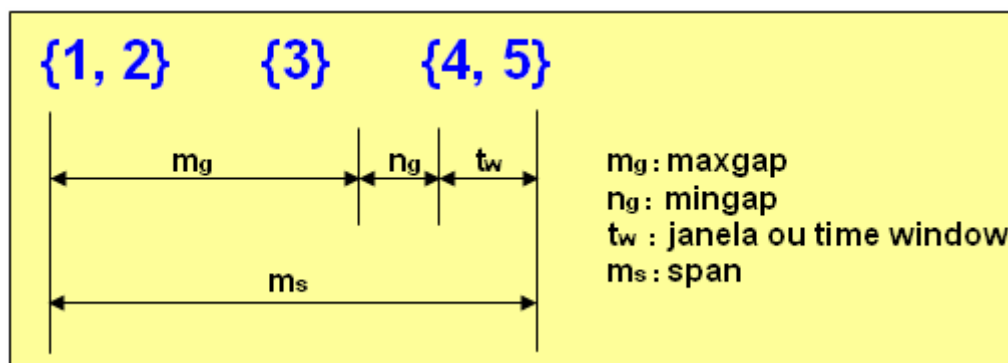 {1, 2} {3} {4, 5}
mg ng tw
mg : maxgap
ng : mingap
tw : janela ou time window
ms : span
ms